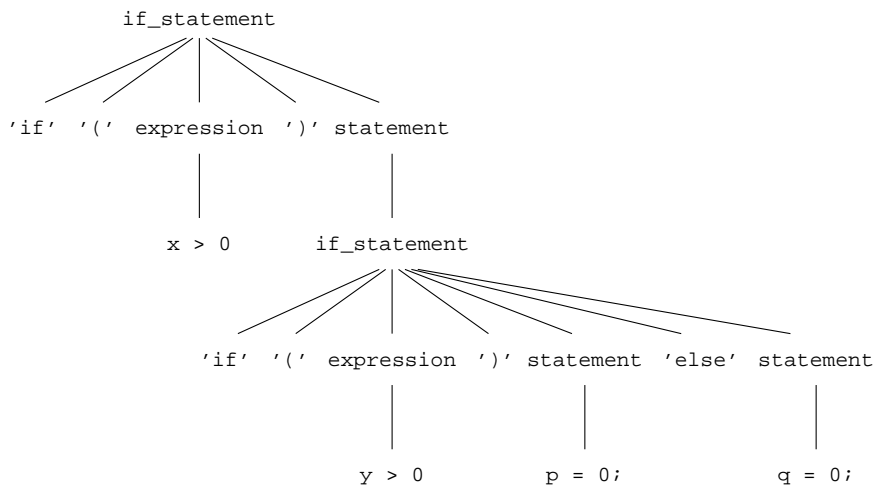 if_statement
'if' '(' expression ')' statement
x > 0 if_statement
'if' '(' expression ')' statement 'else' statement
y > 0 p = 0; q = 0;